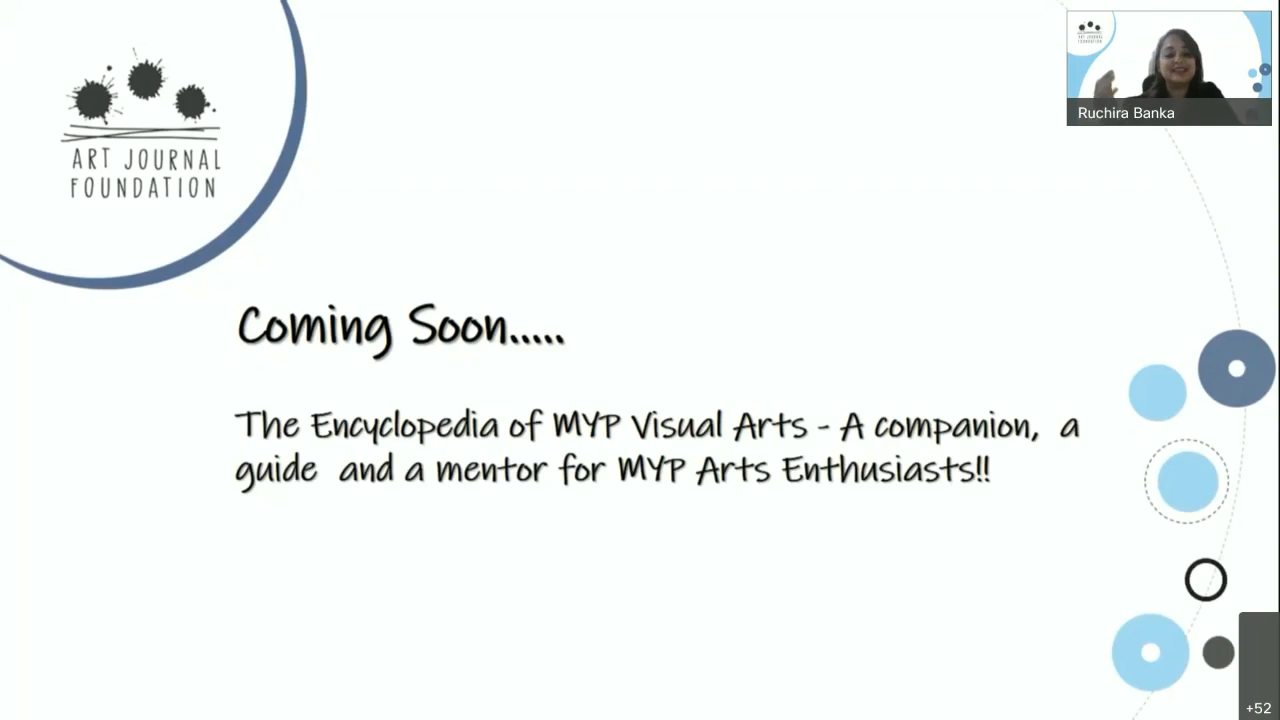 ART JOURNAL
FOUNDATION
Ruchira Banka
Coming Soon.....
The Encyclopedia of MYP Visual Arts - A companion, a
guide and a mentor for MYP Arts Enthusiasts!!
+52